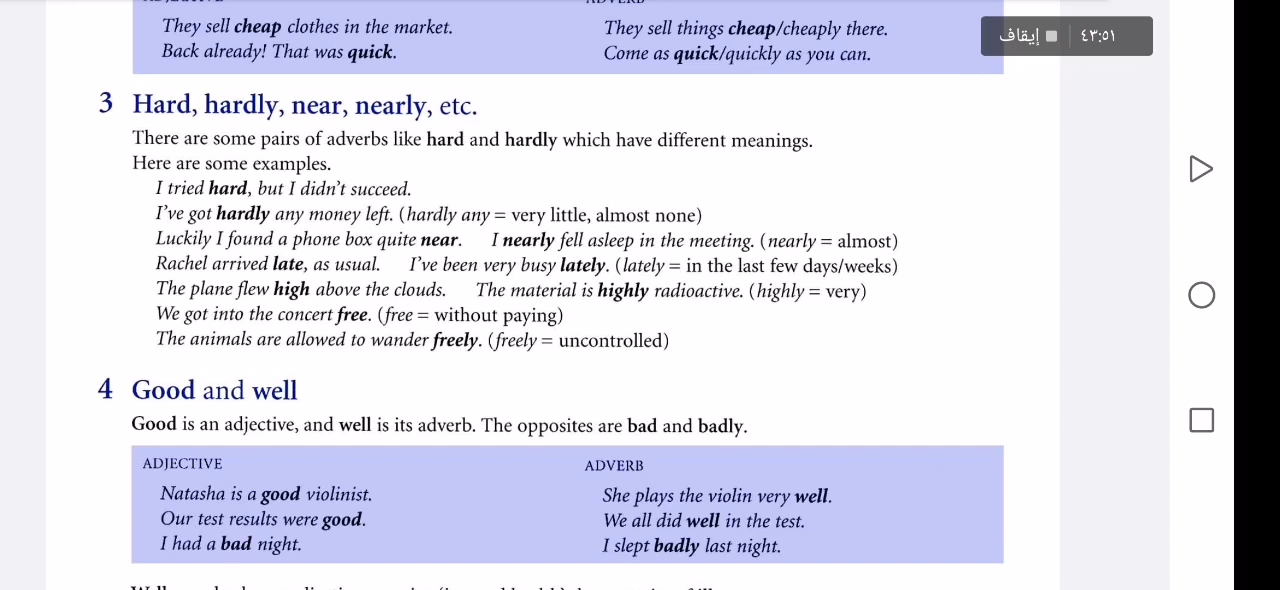 They sell cheap clothes in the market. They sell things cheap/cheaply there.
Back already! That was quick. Come as quick/quickly as you can.
إيقاف ٤٣:٥١
3 Hard, hardly, near, nearly, etc.
There are some pairs of adverbs like hard and hardly which have different meanings.
Here are some examples.
I tried hard, but I didn't succeed.
I've got hardly any money left. (hardly any = very little, almost none)
Luckily I found a phone box quite near. I nearly fell asleep in the meeting. (nearly = almost)
Rachel arrived late, as usual. I've been very busy lately. (lately = in the last few days/weeks)
The plane flew high above the clouds. The material is highly radioactive. (highly = very)
We got into the concert free. (free = without paying)
The animals are allowed to wander freely. (freely = uncontrolled)
4 Good and well
Good is an adjective, and well is its adverb. The opposites are bad and badly.
ADJECTIVE ADVERB
Natasha is a good violinist. She plays the violin very well.
Our test results were good. We all did well in the test.
I had a bad night. I slept badly last night.